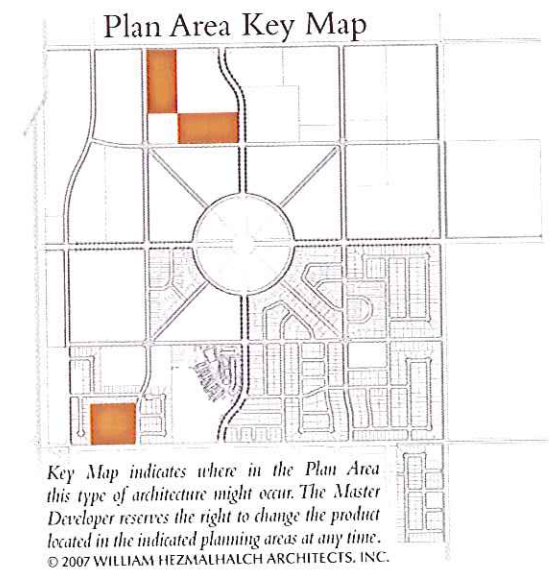 Plan Area Key Map
Key Map indicates where in the Plan Area
this type of architecture might occur. The Master
Developer reserves the right to change the product
located in the indicated planning areas at any time.
© 2007 WILLIAM HEZMALHALCH ARCHITECTS, INC.